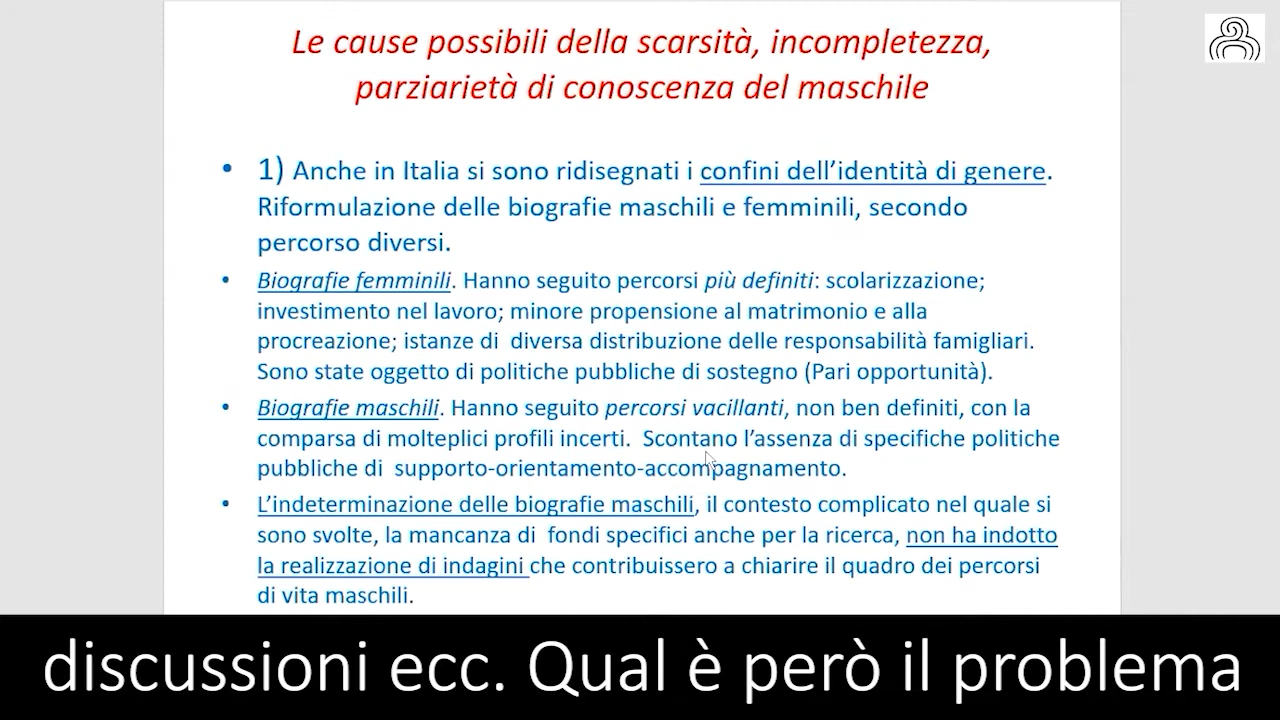 Le cause possibili della scarsità, incompletezza,
parziarietà di conoscenza del maschile
• 1) Anche in Italia si sono ridisegnati i confini dell’identità di genere.
Riformulazione delle biografie maschili e femminili, secondo
percorso diversi.
• Biografie femminili. Hanno seguito percorsi più definiti: scolarizzazione;
investimento nel lavoro; minore propensione al matrimonio e alla
procreazione; istanze di diversa distribuzione delle responsabilità famigliari.
Sono state oggetto di politiche pubbliche di sostegno (Pari opportunità).
• Biografie maschili. Hanno seguito percorsi vacillanti, non ben definiti, con la
comparsa di molteplici profili incerti. Scontano l’assenza di specifiche politiche
pubbliche di supporto-orientamento-accompagnamento.
• L’indeterminazione delle biografie maschili, il contesto complicato nel quale si
sono svolte, la mancanza di fondi specifici anche per la ricerca, non ha indotto
la realizzazione di indagini che contribuissero a chiarire il quadro dei percorsi
di vita maschili.
discussioni ecc. Qual è però il problema